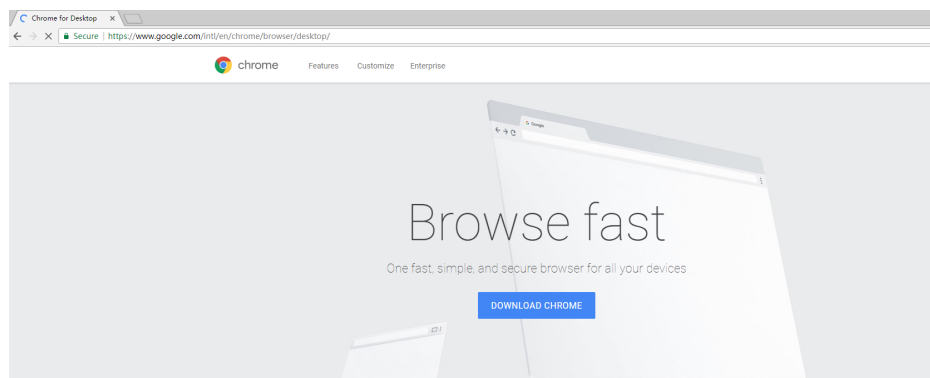 Chrome for Desktop
Secure | https://www.google.com/intl/en/chrome/browser/desktop/
chrome Features Customize Enterprise
Google
Browse fast
One fast, simple, and secure browser for all your devices
DOWNLOAD CHROME